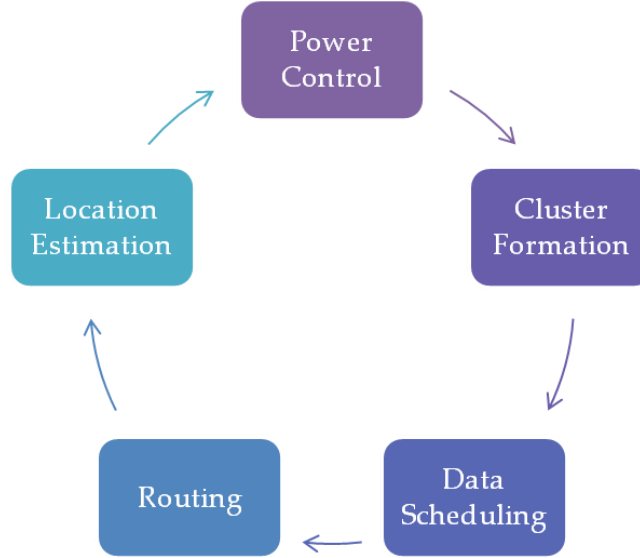 Power
Control
Cluster
Formation
Data
Scheduling
Routing
Location
Estimation